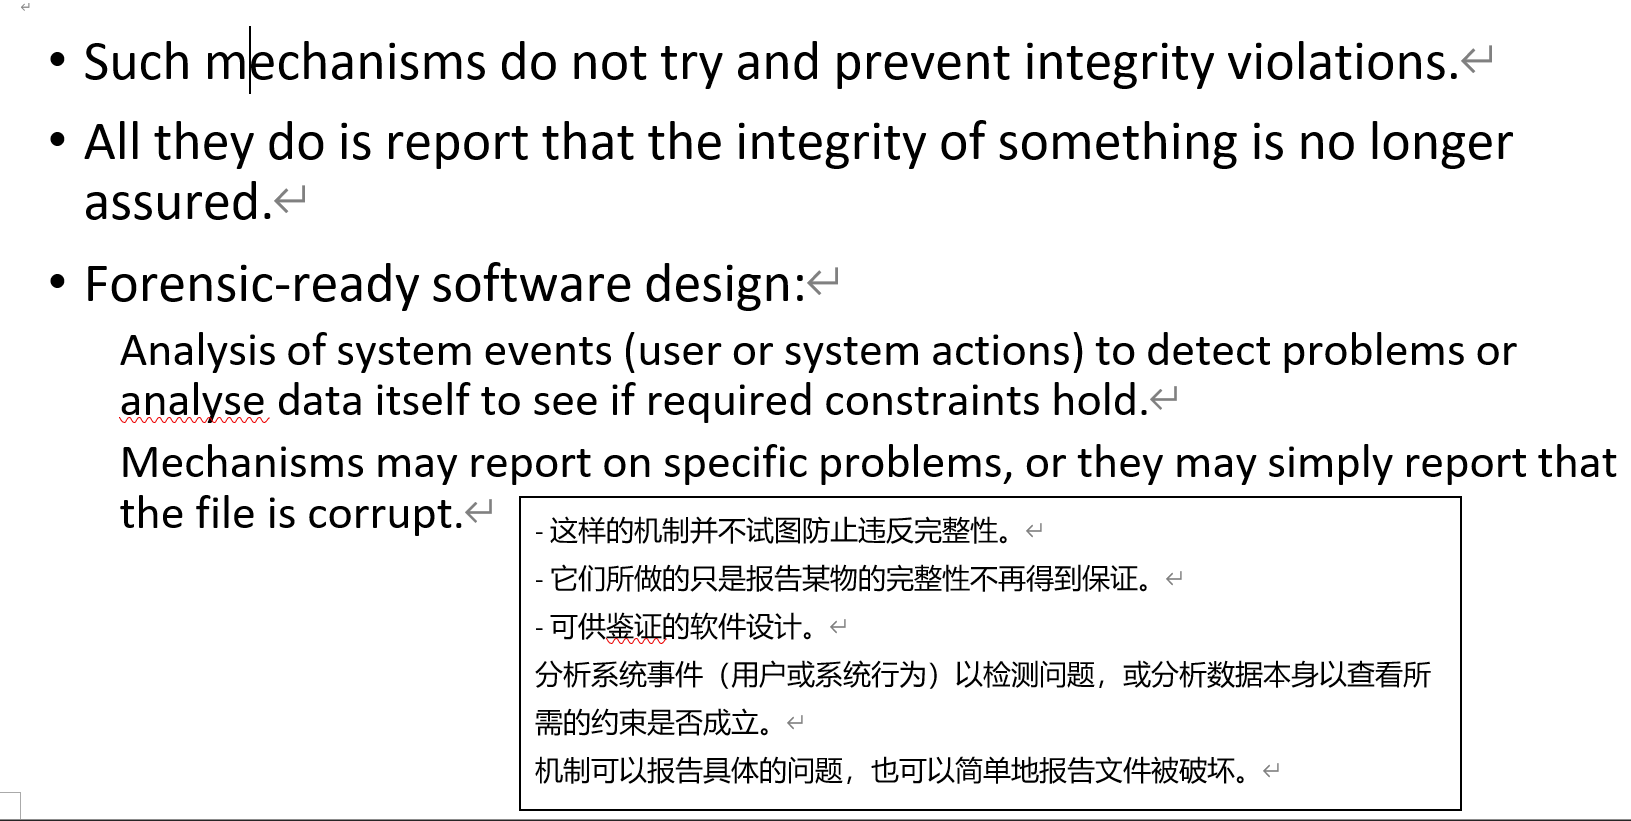 • Such mechanisms do not try and prevent integrity violations.
• All they do is report that the integrity of something is no longer
assured.
• Forensic-ready software design:
Analysis of system events (user or system actions) to detect problems or
analyse data itself to see if required constraints hold.
Mechanisms may report on specific problems, or they may simply report that
the file is corrupt.
- 这样的机制并不试图防止违反完整性。
- 它们所做的只是报告某物的完整性不再得到保证。
- 可供鉴证的软件设计。
分析系统事件（用户或系统行为）以检测问题，或分析数据本身以查看所
需的约束是否成立。
机制可以报告具体的问题，也可以简单地报告文件被破坏。